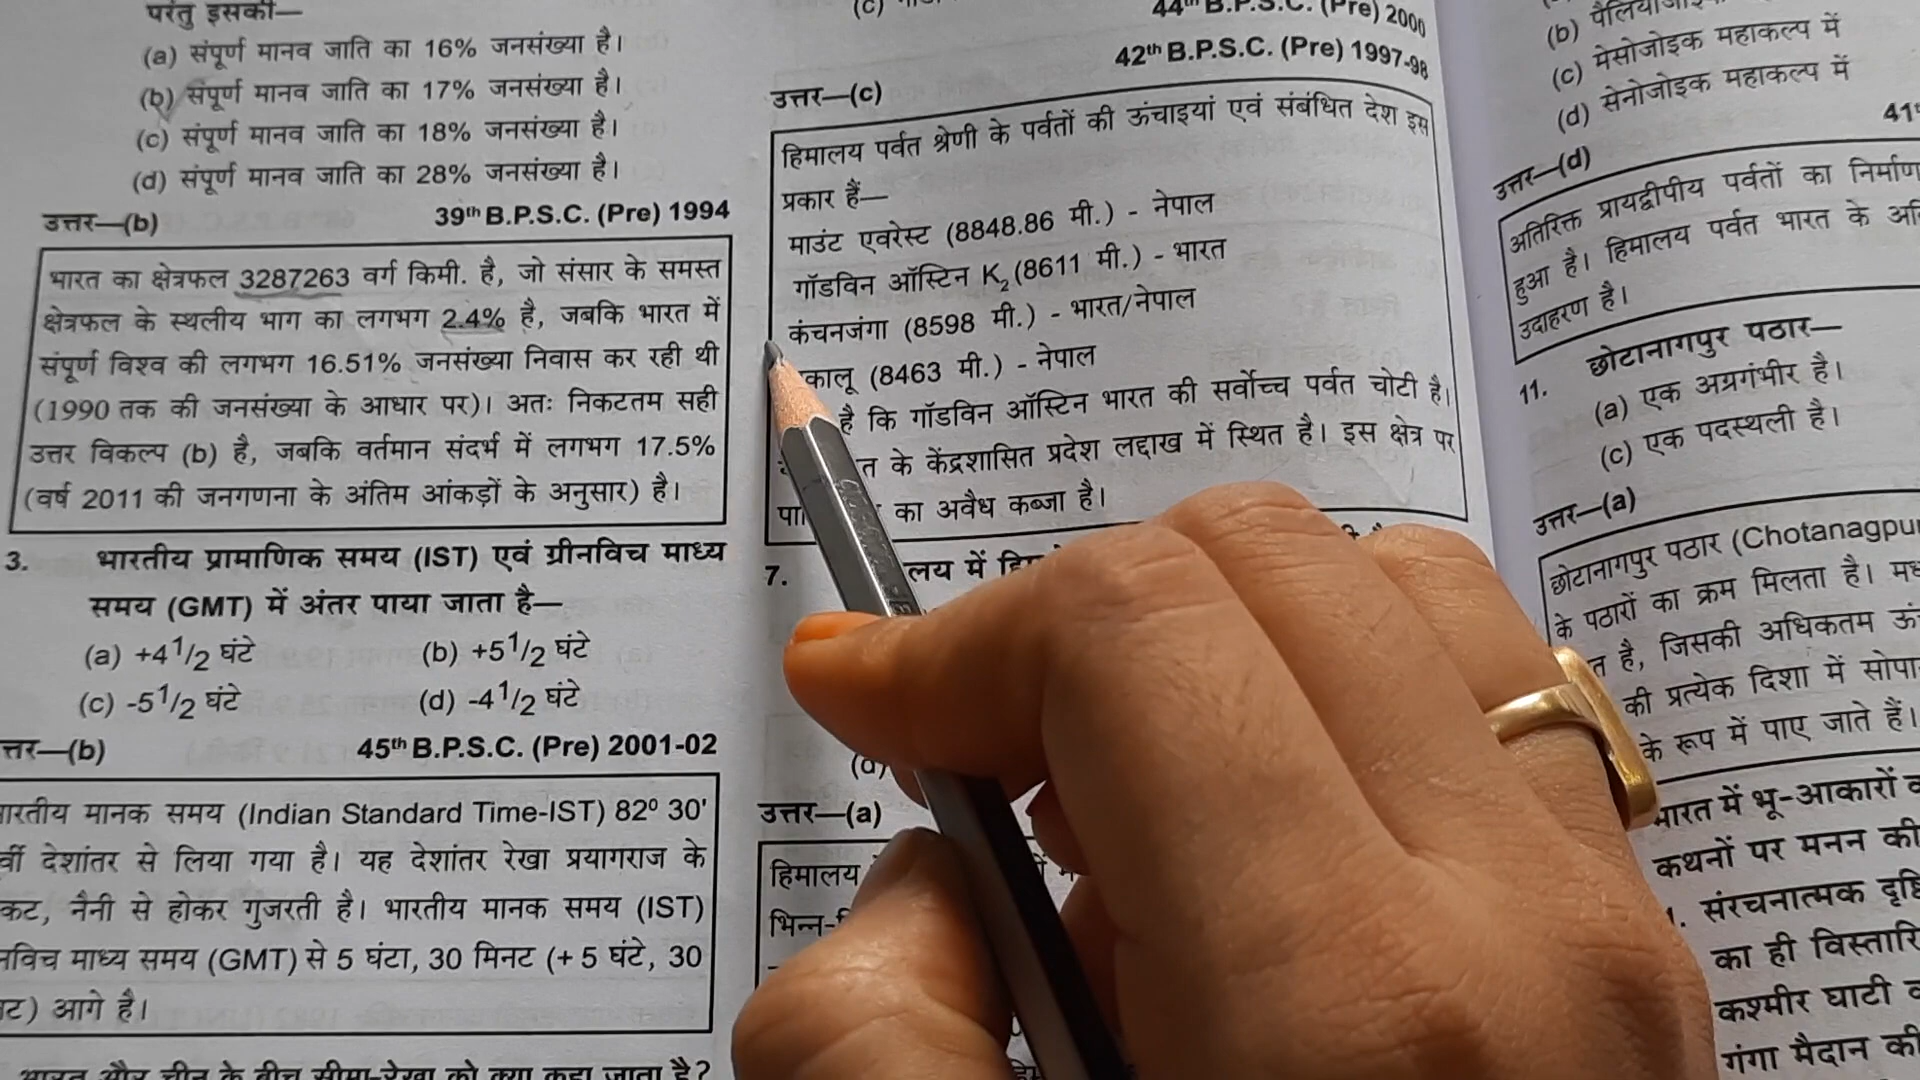 परंतु इसकी—
(a) संपूर्ण मानव जाति का 16% जनसंख्या है।
(b) संपूर्ण मानव जाति का 17% जनसंख्या है।
(c) संपूर्ण मानव जाति का 18% जनसंख्या है।
(d) संपूर्ण मानव जाति का 28% जनसंख्या है।
उत्तर—(b) 39th B.P.S.C. (Pre) 1994
भारत का क्षेत्रफल 3287263 वर्ग किमी. है, जो संसार के समस्त
क्षेत्रफल के स्थलीय भाग का लगभग 2.4% है, जबकि भारत में
संपूर्ण विश्व की लगभग 16.51% जनसंख्या निवास कर रही थी
(1990 तक की जनसंख्या के आधार पर)। अतः निकटतम सही
उत्तर विकल्प (b) है, जबकि वर्तमान संदर्भ में लगभग 17.5%
(वर्ष 2011 की जनगणना के अंतिम आंकड़ों के अनुसार) है।
3. भारतीय प्रामाणिक समय (IST) एवं ग्रीनविच माध्य
समय (GMT) में अंतर पाया जाता है—
(a) +4 1/2 घंटे (b) +5 1/2 घंटे
(c) -5 1/2 घंटे (d) -4 1/2 घंटे
त्तर—(b) 45th B.P.S.C. (Pre) 2001-02
मानक समय (Indian Standard Time-IST) 82º 30'
देशांतर से लिया गया है। यह देशांतर रेखा प्रयागराज के
नैनी से होकर गुजरती है। भारतीय मानक समय (IST)
माध्य समय (GMT) से 5 घंटा, 30 मिनट (+ 5 घंटे, 30
आगे है।
भारत और चीन के बीच सीमा-रेखा को क्या कहा जाता है?
(c)
44th B.P.S.C. (Pre) 2000
42th B.P.S.C. (Pre) 1997-98
उत्तर—(c)
हिमालय पर्वत श्रेणी के पर्वतों की ऊंचाइयां एवं संबंधित देश इस
प्रकार हैं—
माउंट एवरेस्ट (8848.86 मी.) - नेपाल
गॉडविन ऑस्टिन K2 (8611 मी.) - भारत
कंचनजंगा (8598 मी.) - भारत/नेपाल
कालू (8463 मी.) - नेपाल
है कि गॉडविन ऑस्टिन भारत की सर्वोच्च पर्वत चोटी है।
त के केंद्रशासित प्रदेश लद्दाख में स्थित है। इस क्षेत्र पर
पा का अवैध कब्जा है।
7. लय में
उत्तर—(a)
हिमालय
भिन्न-
(b)
(c) मेसोजोइक महाकल्प में
(d) सेनोजोइक महाकल्प में
41
उत्तर—(d)
अतिरिक्त प्रायद्वीपीय पर्वतों का निर्माण
हुआ है। हिमालय पर्वत भारत के
उदाहरण है।
11. छोटानागपुर पठार—
(a) एक अग्रगंभीर है।
(c) एक पदस्थली है।
उत्तर—(a)
छोटानागपुर पठार (Chotanagpur
के पठारों का क्रम मिलता है।
त है, जिसकी अधिकतम
की प्रत्येक दिशा में
के रूप में पाए जाते हैं।
भारत में भू-आकारों
कथनों पर मनन की
1. संरचनात्मक
का ही
कश्मीर घाटी
गंगा मैदान की